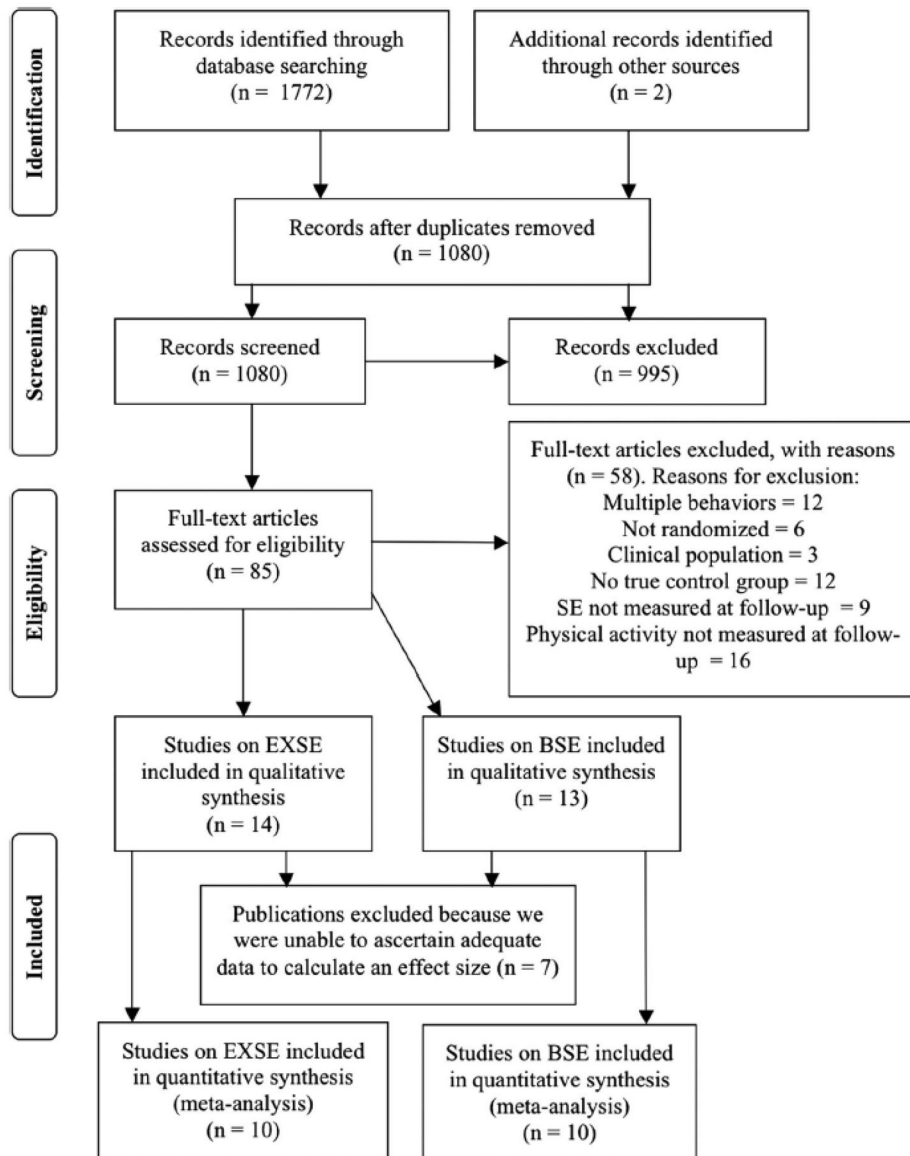 Identification
Records identified through
database searching
(n = 1772)
Additional records identified
through other sources
(n = 2)
Records after duplicates removed
(n = 1080)
Screening
Records screened
(n = 1080)
Records excluded
(n = 995)
Eligibility
Full-text articles
assessed for eligibility
(n = 85)
Full-text articles excluded, with reasons
(n = 58). Reasons for exclusion:
Multiple behaviors = 12
Not randomized = 6
Clinical population = 3
No true control group = 12
SE not measured at follow-up = 9
Physical activity not measured at follow-
up = 16
Studies on EXSE
included in qualitative
synthesis
(n = 14)
Studies on BSE included
in qualitative synthesis
(n = 13)
Included
Publications excluded because we
were unable to ascertain adequate
data to calculate an effect size (n = 7)
Studies on EXSE included
in quantitative synthesis
(meta-analysis)
(n = 10)
Studies on BSE included
in quantitative synthesis
(meta-analysis)
(n = 10)